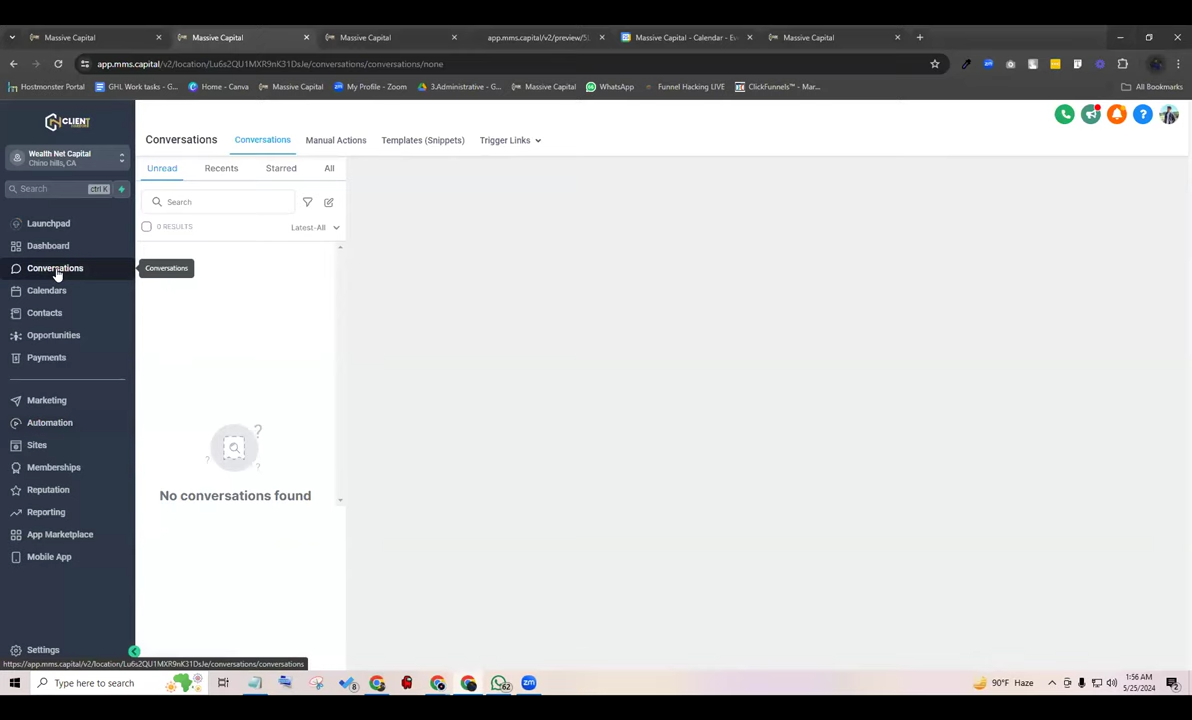 Massive Capital
Massive Capital
Massive Capital
app.mms.capital/v2/preview/5
Massive Capital - Calendar - Eve
Massive Capital
app.mms.capital/v2/location/Lu6s2QU1MXR9nK31DsJe/conversations/conversations/none
Hostmonster Portal
GHL Work tasks - G...
Home - Canva
Massive Capital
My Profile - Zoom
3.Administrative - G...
Massive Capital
WhatsApp
Funnel Hacking LIVE
ClickFunnels™ - Mar...
All Bookmarks
CLIENT
Wealth Net Capital
Chino hills, CA
Search
ctrl K
Launchpad
Dashboard
Conversations
Calendars
Contacts
Opportunities
Payments
Marketing
Automation
Sites
Memberships
Reputation
Reporting
App Marketplace
Mobile App
Settings
Conversations
Conversations
Conversations
Manual Actions
Templates (Snippets)
Trigger Links
Unread
Recents
Starred
All
Search
0 RESULTS
Latest-All
No conversations found
https://app.mms.capital/v2/location/Lu6s2QU1MXR9nK31DsJe/conversations/conversations
Type here to search
8
62
zm
90°F Haze
1:56 AM
5/25/2024
2